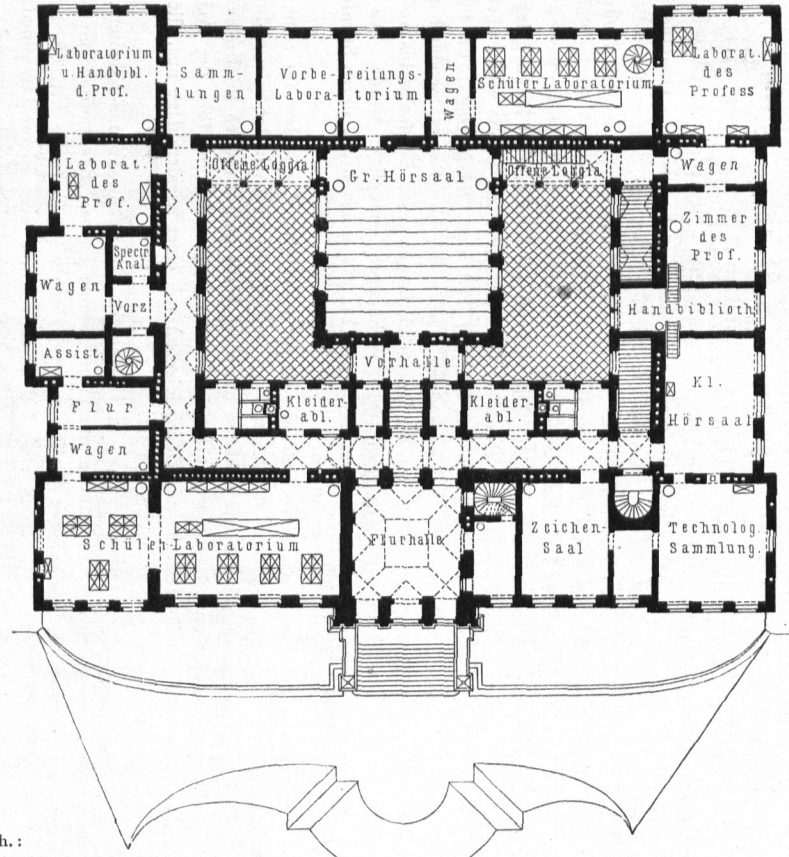 Laboratorium
u. Handbibl.
d. Prof.
Samm-
lungen
Vorbe-
Labora-
reitungs-
torium
Wagen
Schüler Laboratorium
Laborat.
des
Profess
Laborat.
des
Prof.
Offene Loggia
Gr. Hörsaal
Offene Loggia
Wagen
Zimmer
des
Prof.
Wagen
Spectr
Anal
Vorz
Handbiblioth
Assist.
Vorhalle
Flur
Kleider
abl.
Kleider-
abl.
Kl.
Hörsaal
Wagen
Schüler-Laboratorium
Flurhalle
Zeichen-
Saal
Technolog.
Sammlung.
h. :